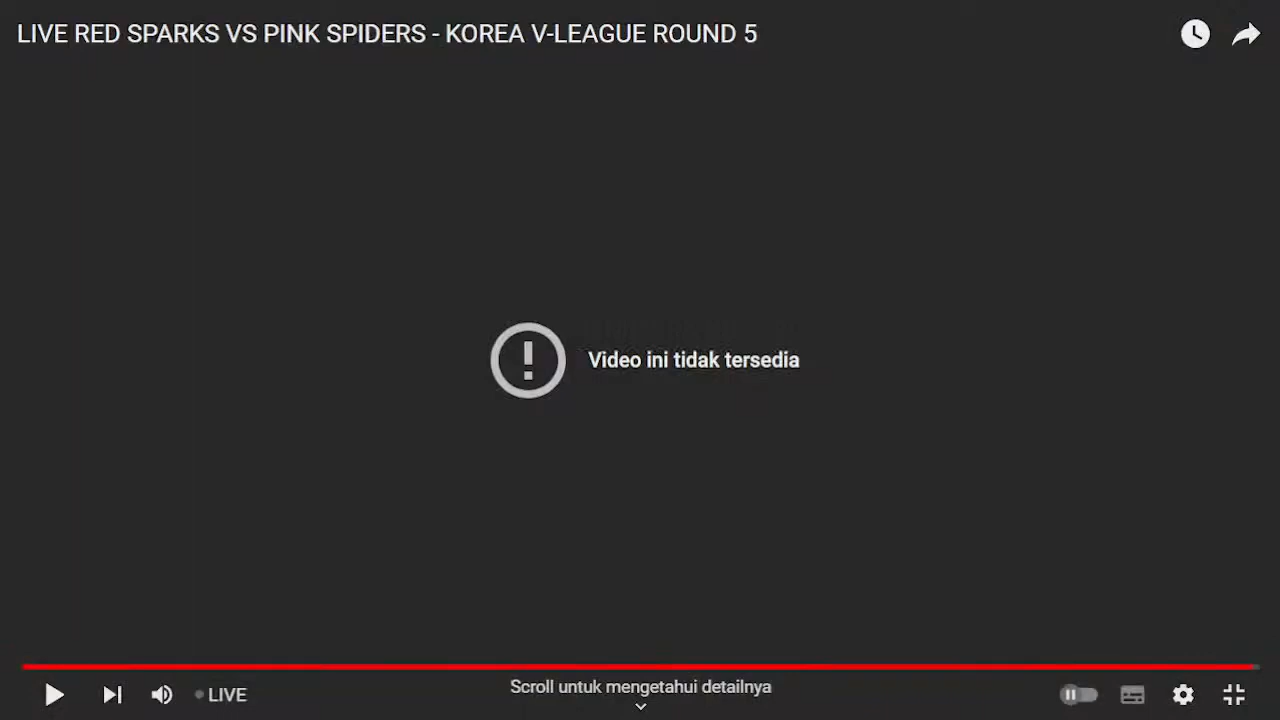 LIVE RED SPARKS VS PINK SPIDERS - KOREA V-LEAGUE ROUND 5
Video ini tidak tersedia
LIVE
Scroll untuk mengetahui detailnya